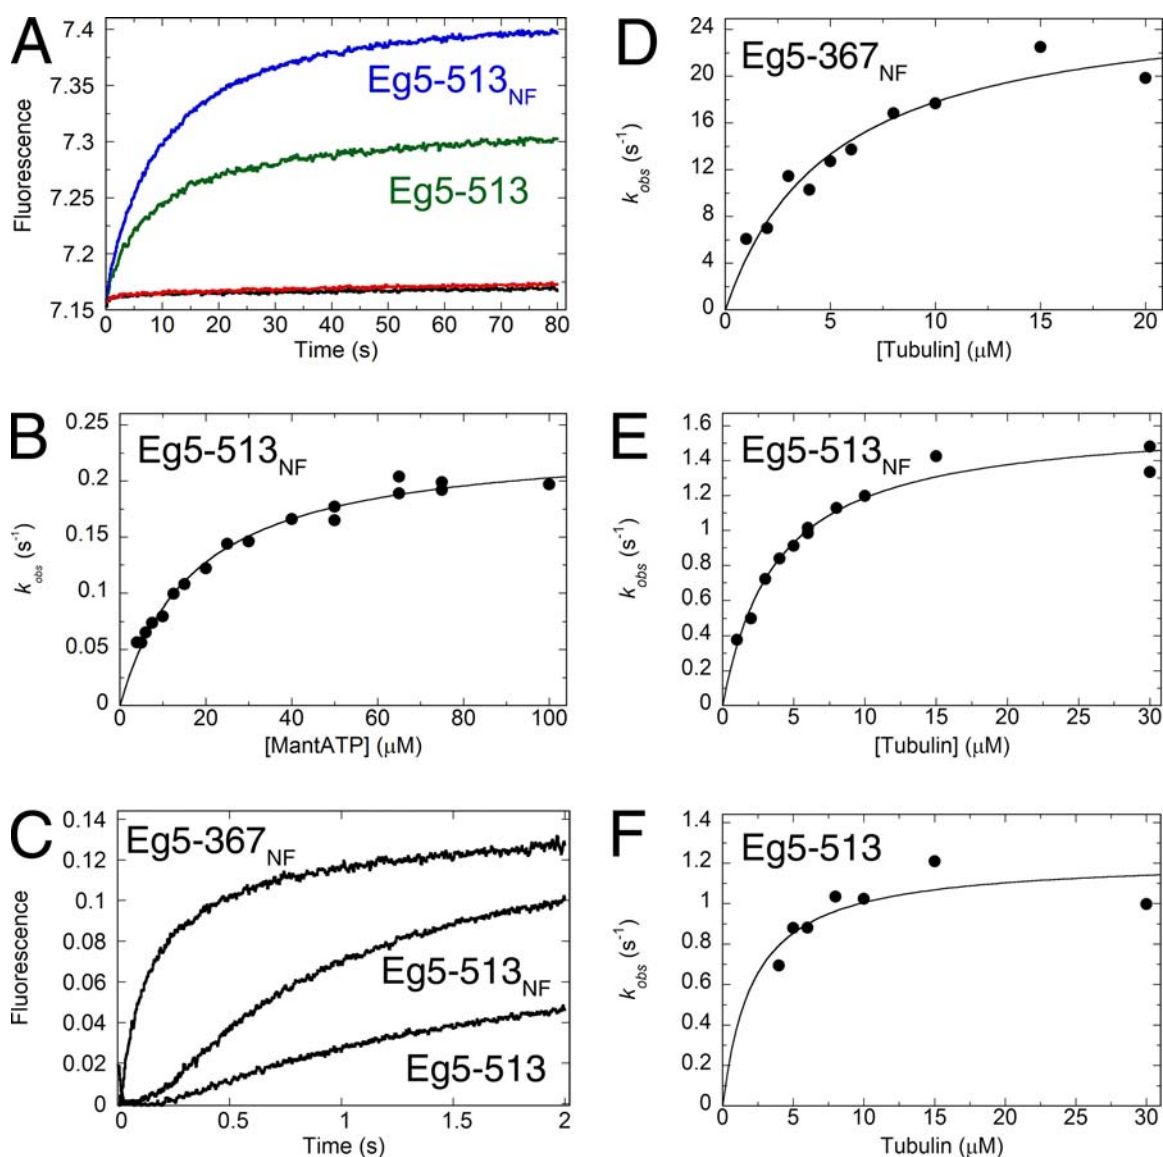 A
7.4
7.35
7.3
7.25
7.2
7.15
Fluorescence
Eg5-513NF
Eg5-513
0 10 20 30 40 50 60 70 80
Time (s)
B
0.25
0.2
0.15
0.1
0.05
0
kobs (s-1)
Eg5-513NF
0 20 40 60 80 100
[MantATP] (μM)
C
0.14
0.12
0.1
0.08
0.06
0.04
0.02
0
Fluorescence
Eg5-367NF
Eg5-513NF
Eg5-513
0 0.5 1 1.5 2
Time (s)
D
24
20
16
12
8
4
0
kobs (s-1)
Eg5-367NF
0 5 10 15 20
[Tubulin] (μM)
E
1.6
1.4
1.2
1
0.8
0.6
0.4
0.2
0
kobs (s-1)
Eg5-513NF
0 5 10 15 20 25 30
[Tubulin] (μM)
F
1.4
1.2
1
0.8
0.6
0.4
0.2
0
kobs (s-1)
Eg5-513
0 5 10 15 20 25 30
Tubulin (μM)